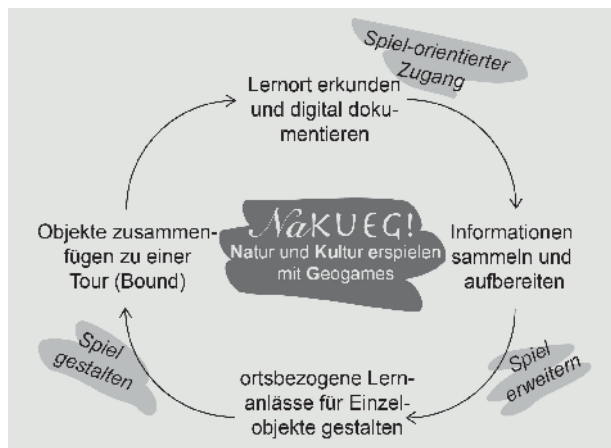 Spiel-orientierter
Zugang
Lernort erkunden
und digital doku-
mentieren
NaKUEG!
Natur und Kultur erspielen
mit Geogames
Objekte zusammen-
fügen zu einer
Tour (Bound)
Informationen
sammeln und
aufbereiten
Spiel
gestalten
Spiel
erweitern
ortsbezogene Lern-
anlässe für Einzel-
objekte gestalten